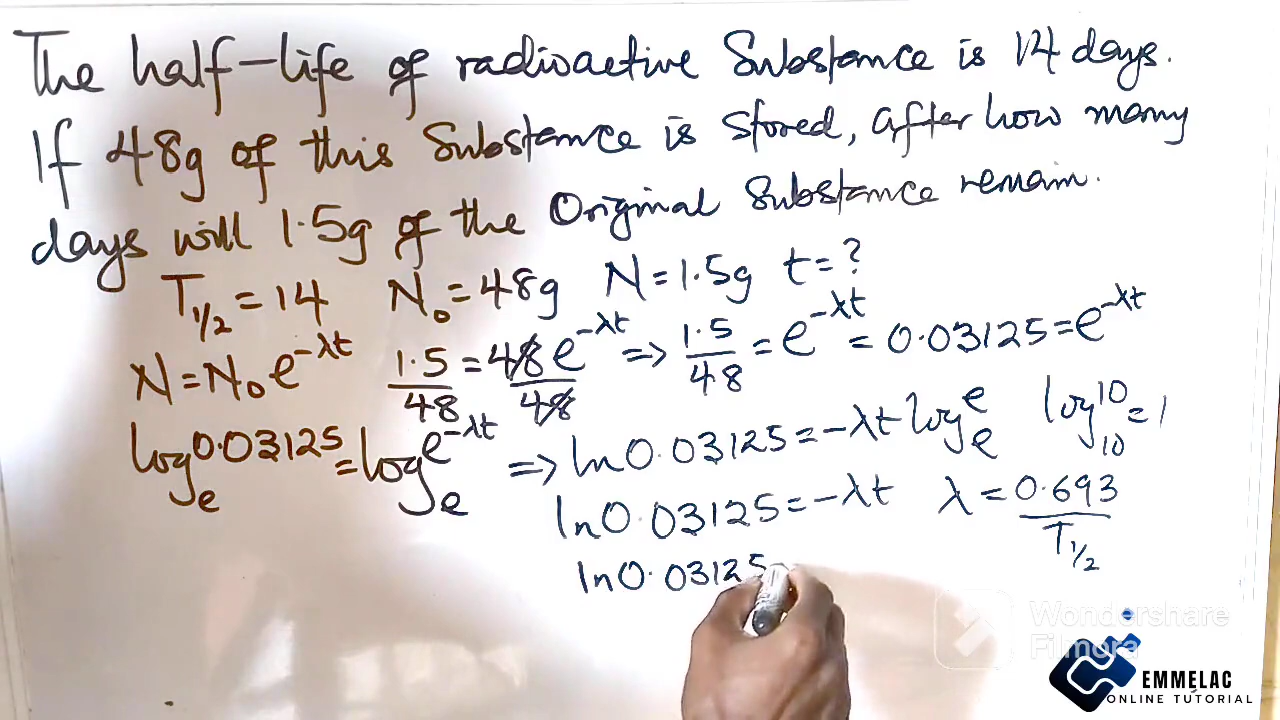 The half-life of radioactive Substance is 14 days.
If 48g of this Substance is Stored, after how many
days will 1.5g of the Original Substance remain.
T1/2 = 14 N₀ = 48g N = 1.5g t = ?
N = N₀e^-λt 1.5/48 = 48e^-λt/48 ⇒ 1.5/48 = e^-λt = 0.03125 = e^-λt
logₑ0.03125 = logₑe^-λt ⇒ ln0.03125 = -λt logₑe log₁₀10 = 1
ln0.03125 = -λt λ = 0.693/T1/2
ln0.03125
Wondershare
Filmora
EMMELAC
ONLINE TUTORIAL